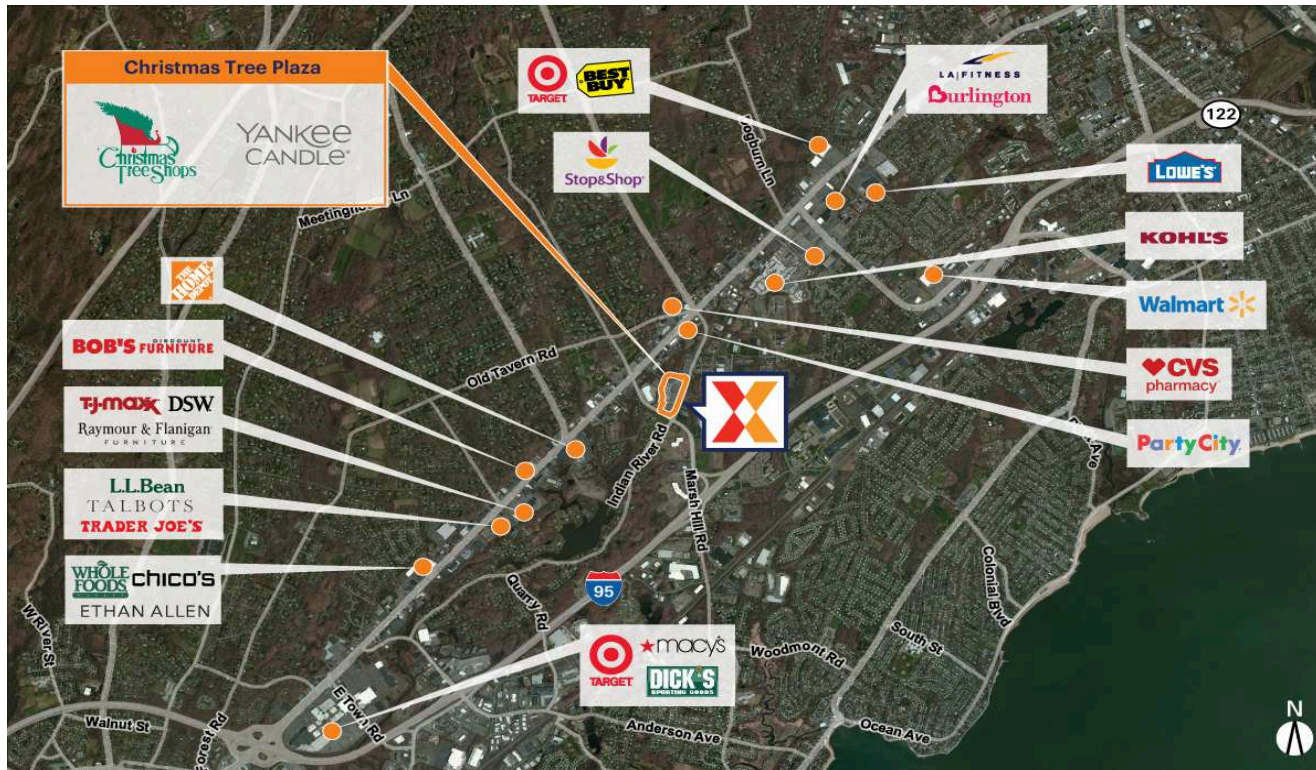 Christmas Tree Plaza
Christmas
Tree Shops
YANKEE
CANDLE®
TARGET
BEST
BUY
LA|FITNESS
Burlington
122
Stop&Shop®
ogburn Ln
LOWE'S
Meetinghouse Ln
KOHL'S
THE
HOME
DEPOT
Walmart
BOB'S DISCOUNT
FURNITURE
Old Tavern Rd
CVS
pharmacy®
T•J•maxx DSW
Raymour & Flanigan
FURNITURE
Party City
Indian River Rd
Marsh Hill Rd
Ave
L.L.Bean
TALBOTS
TRADER JOE'S
WHOLE
FOODS
MARKET
chico's
ETHAN ALLEN
Quarry Rd
95
Colonial Blvd
W River St
TARGET
macy's
DICK'S
SPORTING GOODS
Woodmont Rd
South St
E Town Rd
Walnut St
Forest Rd
Anderson Ave
Ocean Ave
N